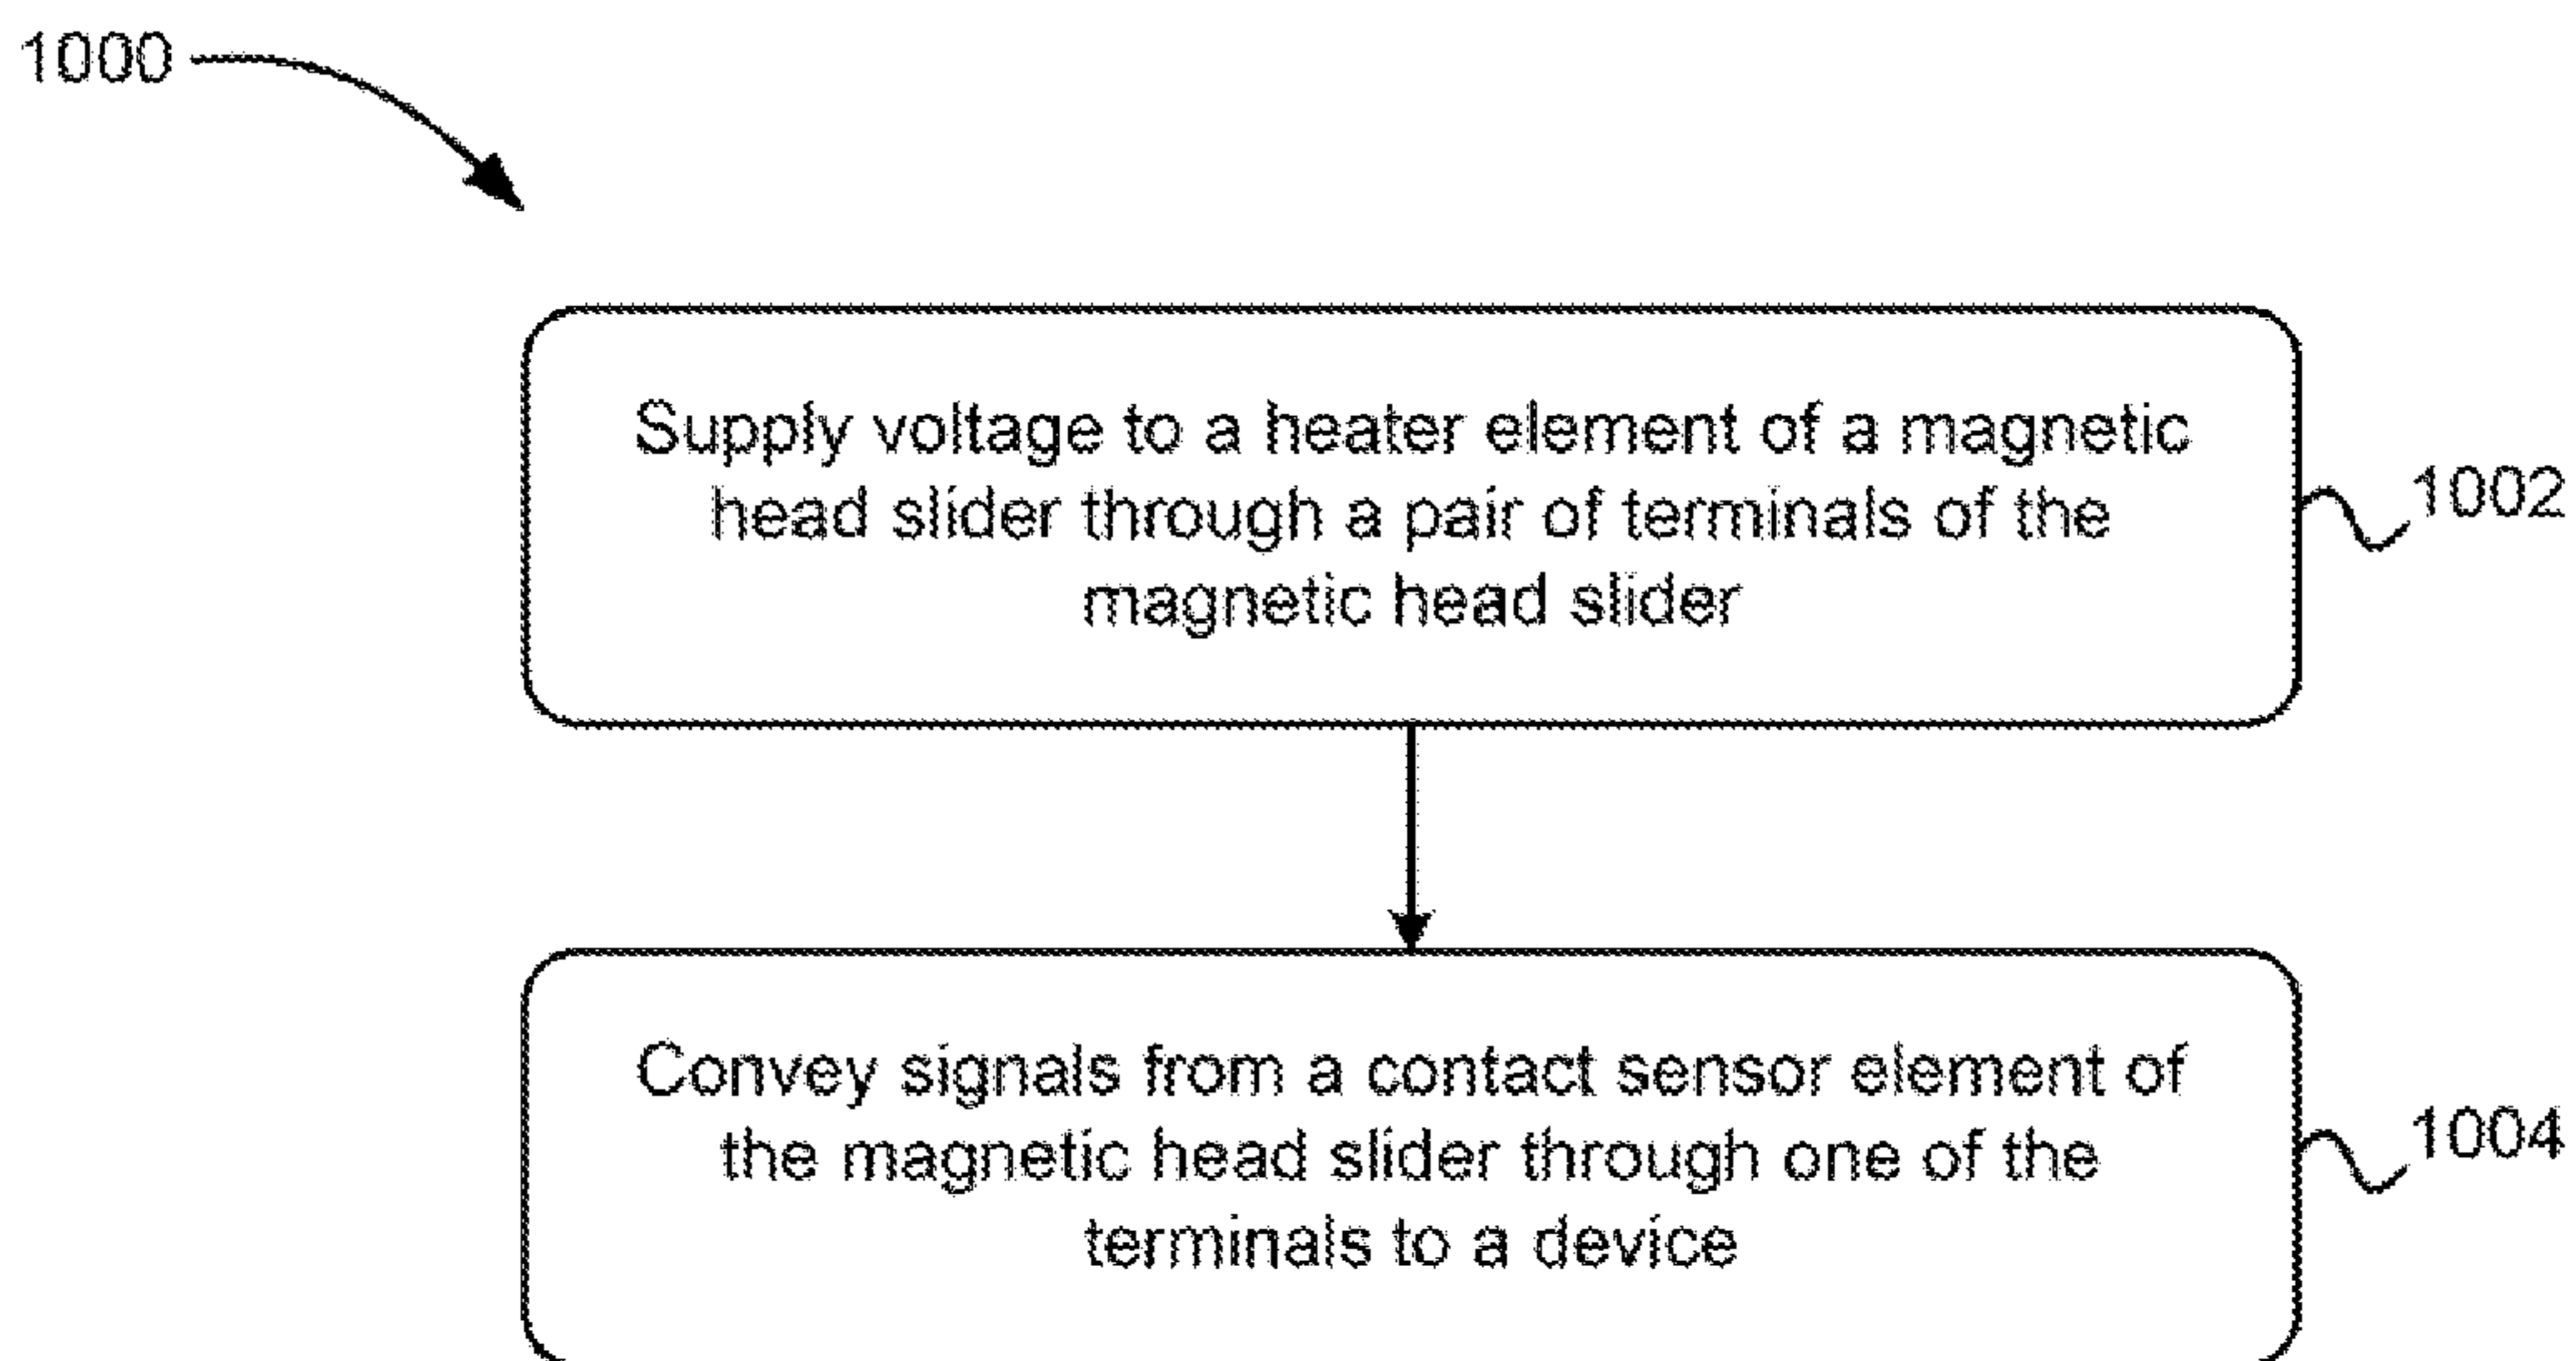 1000
Supply voltage to a heater element of a magnetic
head slider through a pair of terminals of the
magnetic head slider
1002
Convey signals from a contact sensor element of
the magnetic head slider through one of the
terminals to a device
1004